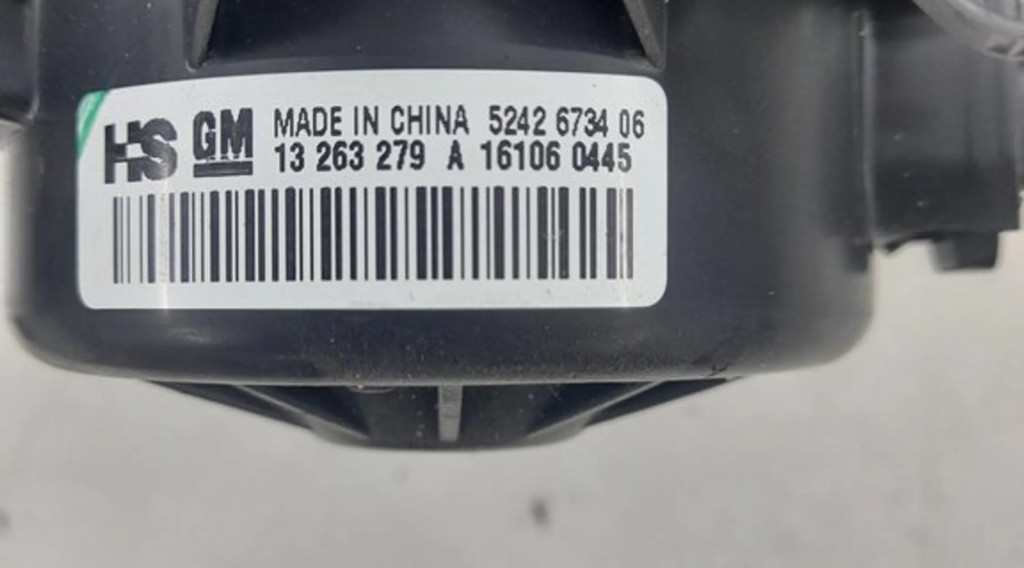 HS GM MADE IN CHINA 5242 6734 06
13 263 279 A 16106 0445